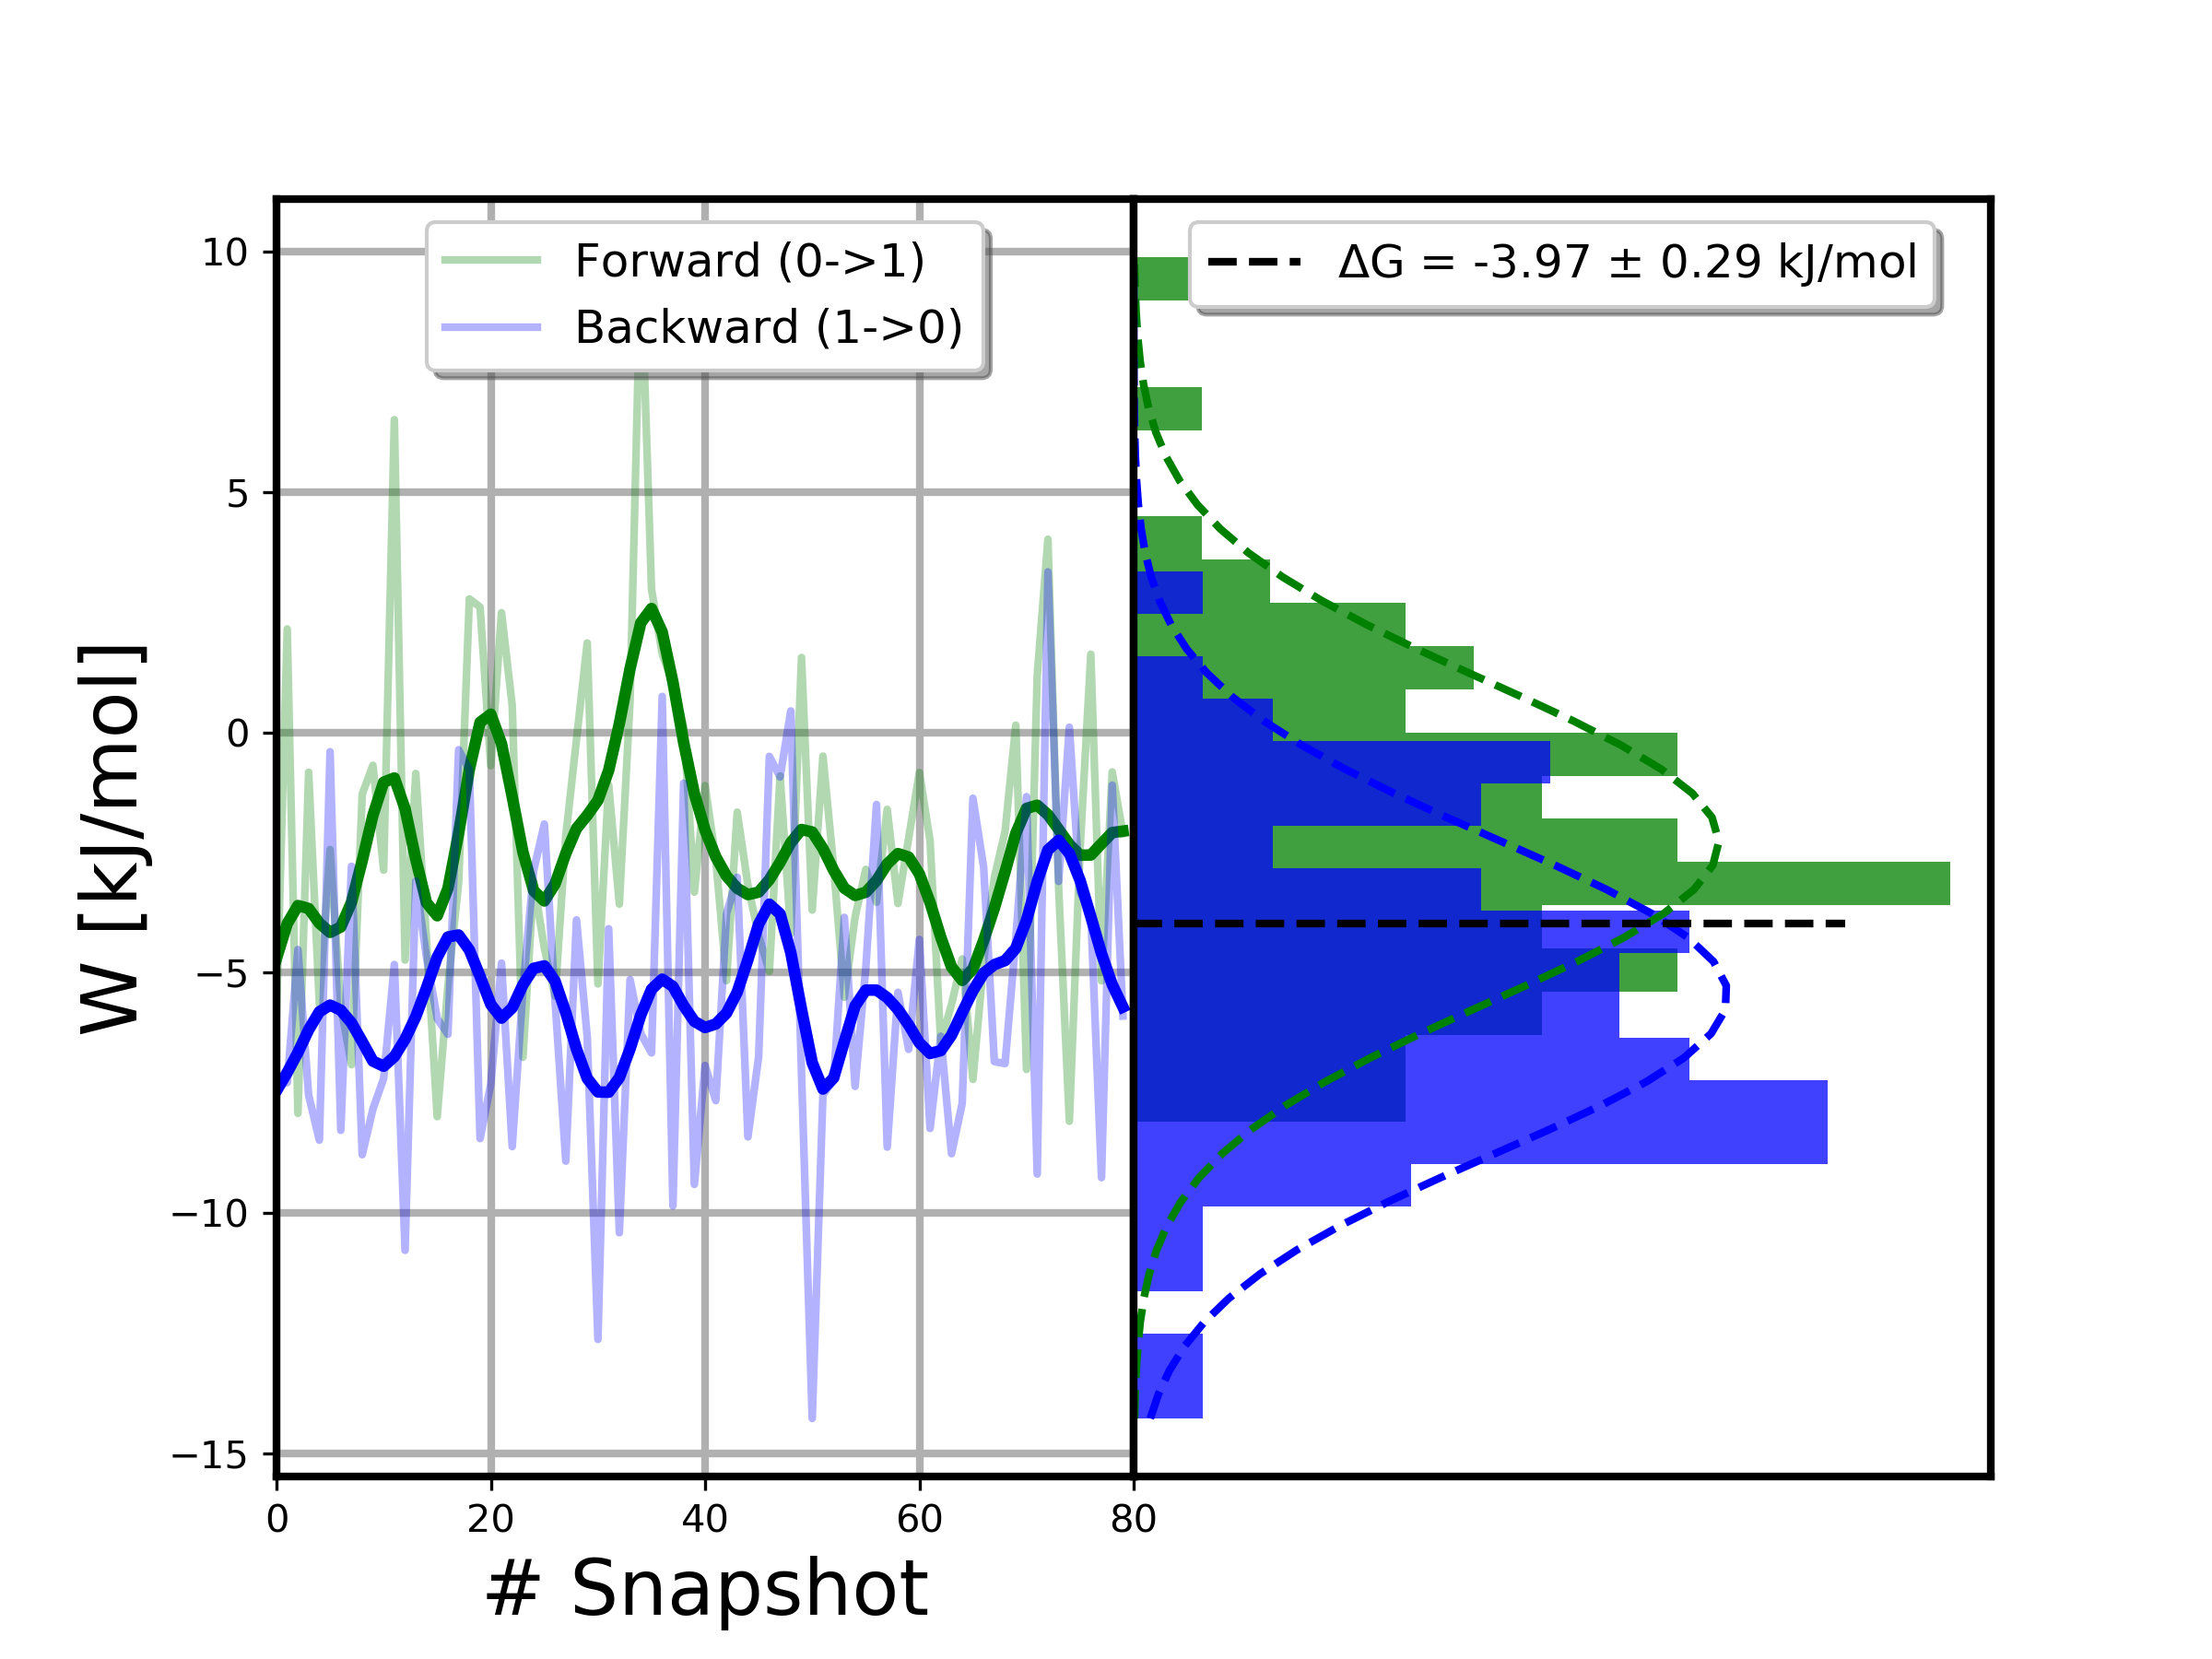 Forward (0->1)
Backward (1->0)
ΔG = -3.97 ± 0.29 kJ/mol
W [kJ/mol]
10
5
0
−5
−10
−15
0 20 40 60 80
# Snapshot